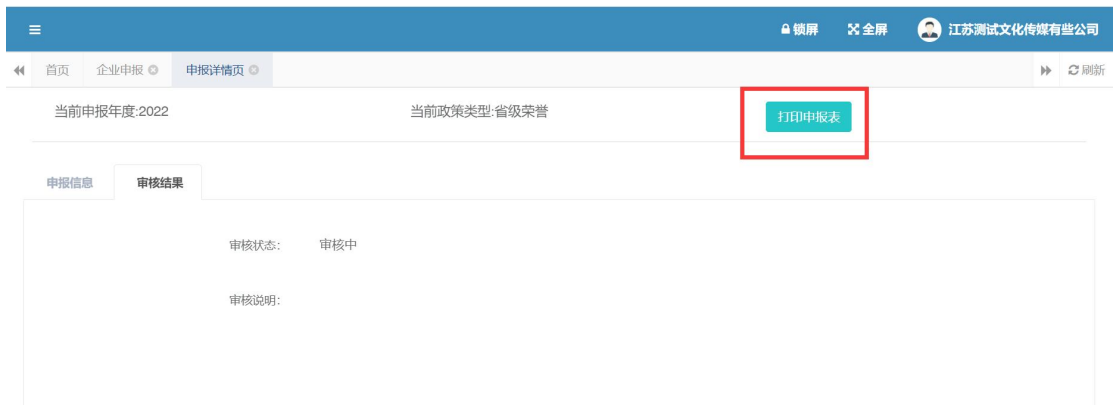 锁屏 全屏 江苏测试文化传媒有些公司
首页 企业申报 申报详情页 刷新
当前申报年度:2022 当前政策类型:省级荣誉 打印申报表
申报信息 审核结果
审核状态: 审核中
审核说明: